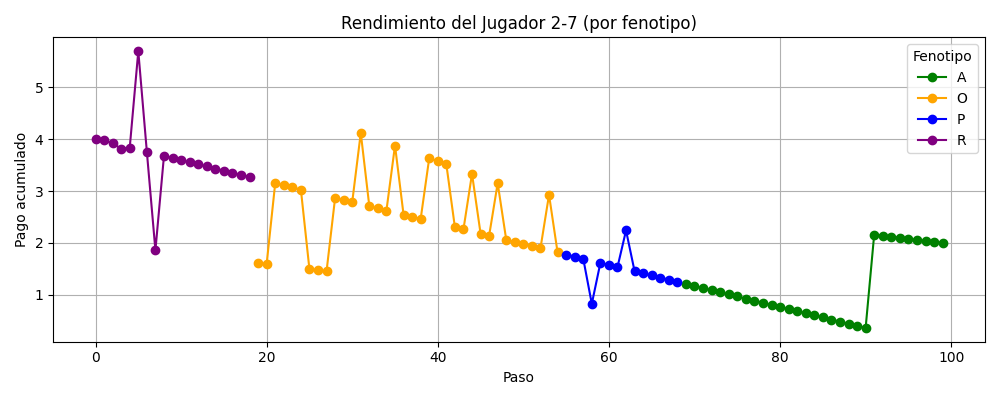 Rendimiento del Jugador 2-7 (por fenotipo)
Pago acumulado
5
4
3
2
1
0
20
40
60
80
100
Paso
Fenotipo
A
O
P
R